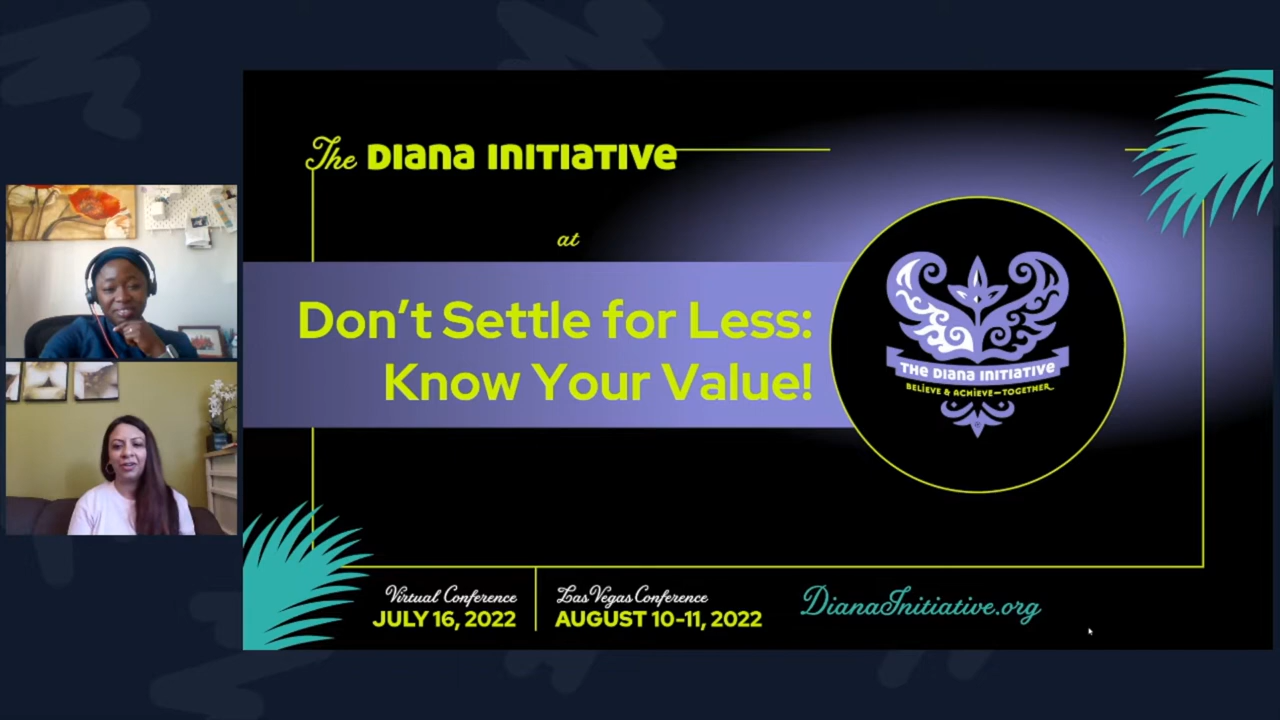 The Diana Initiative
at
Don't Settle for Less:
Know Your Value!
THE DIANA INITIATIVE
BELIEVE & ACHIEVE—TOGETHER
Virtual Conference
JULY 16, 2022
Las Vegas Conference
AUGUST 10-11, 2022
DianaInitiative.org